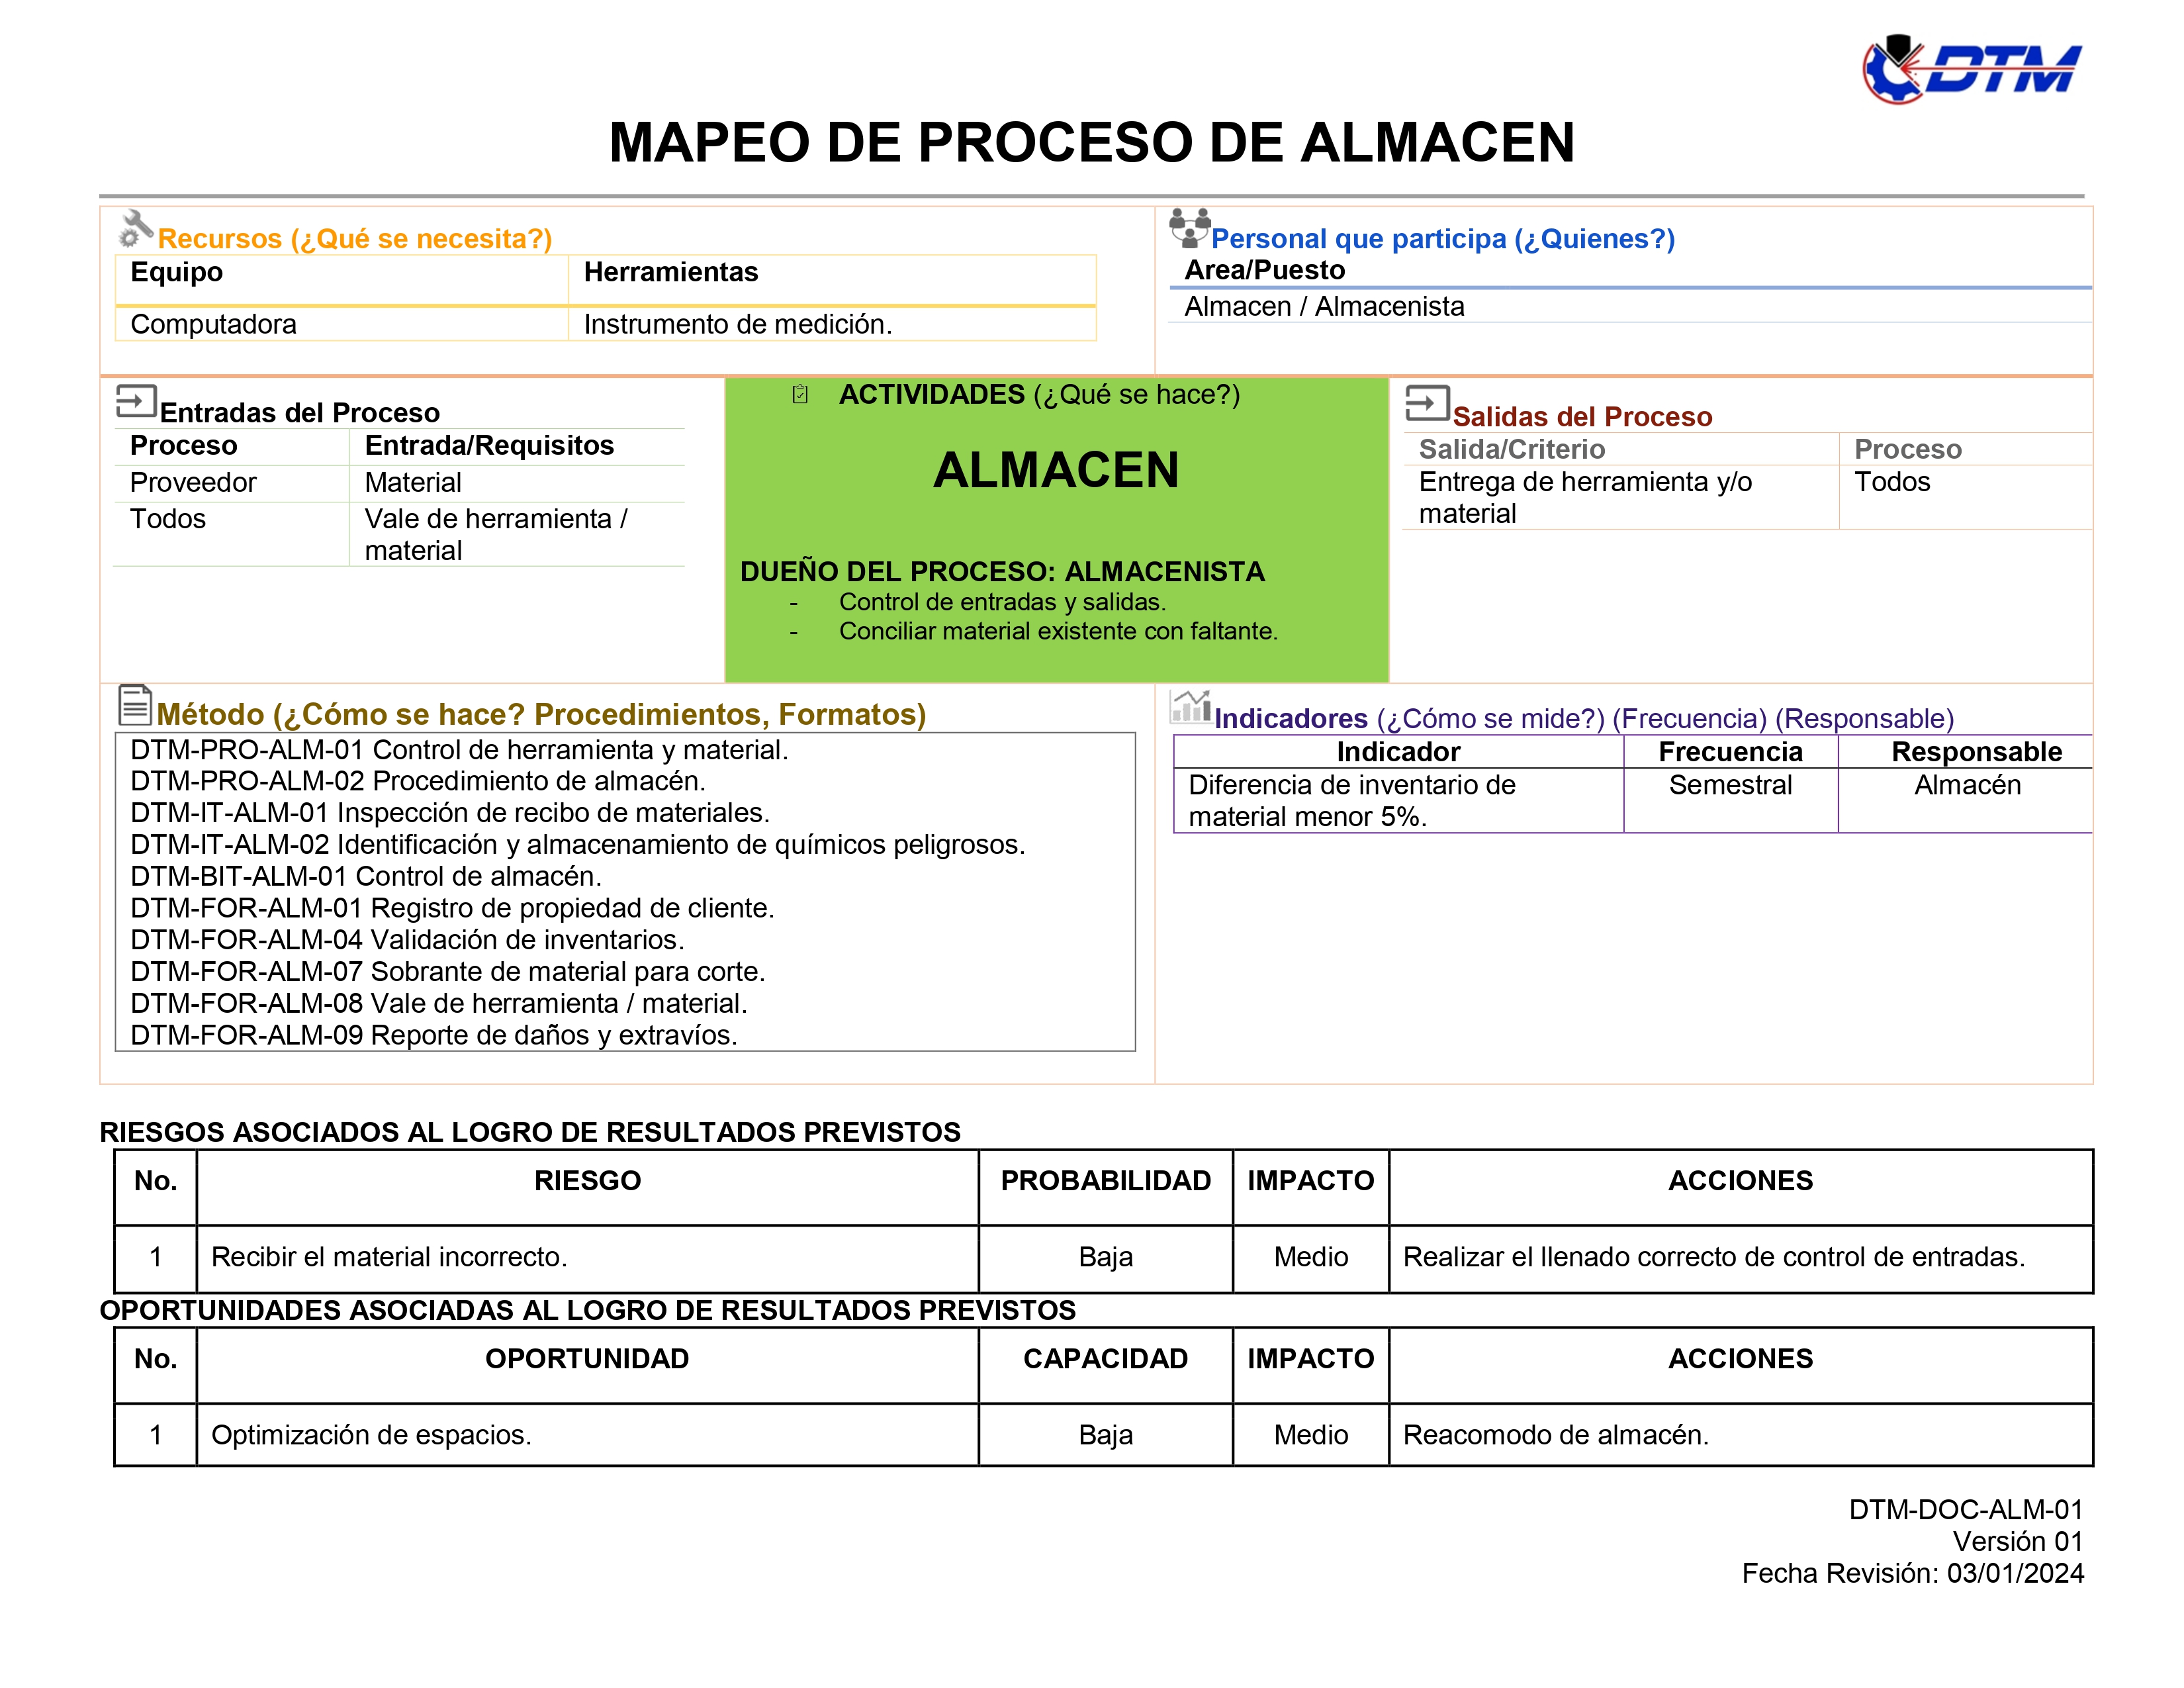 DTM
MAPEO DE PROCESO DE ALMACEN
Recursos (¿Qué se necesita?)
Equipo Herramientas
Computadora Instrumento de medición.
Personal que participa (¿Quienes?)
Area/Puesto
Almacen / Almacenista
Entradas del Proceso
Proceso Entrada/Requisitos
Proveedor Material
Todos Vale de herramienta /
material
ACTIVIDADES (¿Qué se hace?)
ALMACEN
DUEÑO DEL PROCESO: ALMACENISTA
- Control de entradas y salidas.
- Conciliar material existente con faltante.
Salidas del Proceso
Salida/Criterio Proceso
Entrega de herramienta y/o Todos
material
Método (¿Cómo se hace? Procedimientos, Formatos)
DTM-PRO-ALM-01 Control de herramienta y material.
DTM-PRO-ALM-02 Procedimiento de almacén.
DTM-IT-ALM-01 Inspección de recibo de materiales.
DTM-IT-ALM-02 Identificación y almacenamiento de químicos peligrosos.
DTM-BIT-ALM-01 Control de almacén.
DTM-FOR-ALM-01 Registro de propiedad de cliente.
DTM-FOR-ALM-04 Validación de inventarios.
DTM-FOR-ALM-07 Sobrante de material para corte.
DTM-FOR-ALM-08 Vale de herramienta / material.
DTM-FOR-ALM-09 Reporte de daños y extravíos.
Indicadores (¿Cómo se mide?) (Frecuencia) (Responsable)
Indicador Frecuencia Responsable
Diferencia de inventario de Semestral Almacén
material menor 5%.
RIESGOS ASOCIADOS AL LOGRO DE RESULTADOS PREVISTOS
No. RIESGO PROBABILIDAD IMPACTO ACCIONES
1 Recibir el material incorrecto. Baja Medio Realizar el llenado correcto de control de entradas.
OPORTUNIDADES ASOCIADAS AL LOGRO DE RESULTADOS PREVISTOS
No. OPORTUNIDAD CAPACIDAD IMPACTO ACCIONES
1 Optimización de espacios. Baja Medio Reacomodo de almacén.
DTM-DOC-ALM-01
Versión 01
Fecha Revisión: 03/01/2024